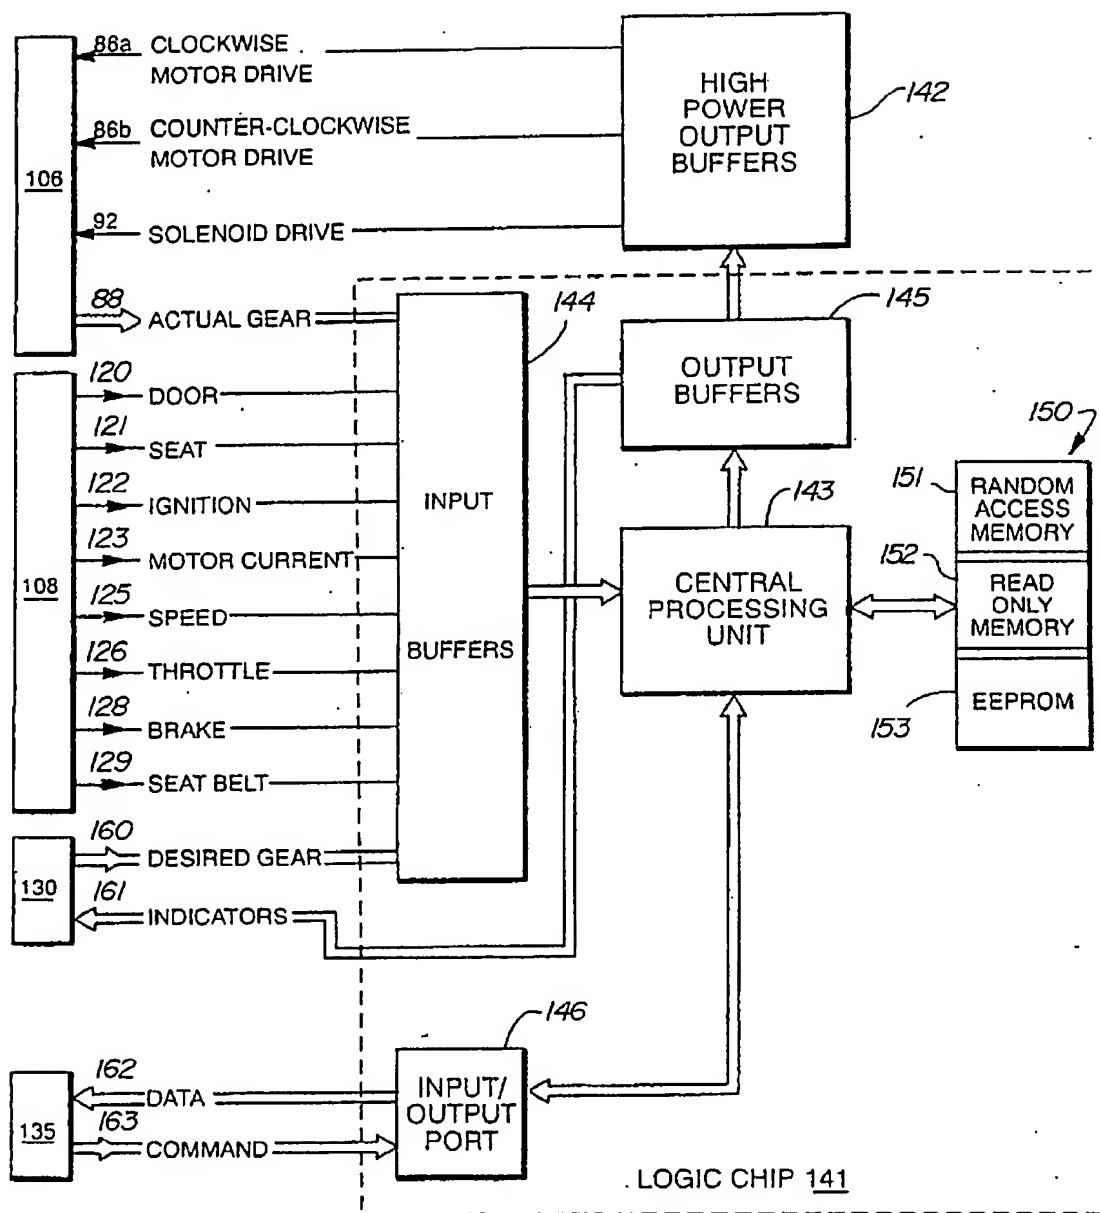 86a CLOCKWISE
MOTOR DRIVE
86b COUNTER-CLOCKWISE
MOTOR DRIVE
106
92 SOLENOID DRIVE
88 ACTUAL GEAR
HIGH
POWER
OUTPUT
BUFFERS
142
144
145
OUTPUT
BUFFERS
120 DOOR
121 SEAT
122 IGNITION
123 MOTOR CURRENT
108
125 SPEED
126 THROTTLE
128 BRAKE
129 SEAT BELT
INPUT
BUFFERS
143
CENTRAL
PROCESSING
UNIT
150
151
RANDOM
ACCESS
MEMORY
152
READ
ONLY
MEMORY
153
EEPROM
160 DESIRED GEAR
130
161 INDICATORS
146
162 DATA
135
163 COMMAND
INPUT/
OUTPUT
PORT
LOGIC CHIP 141